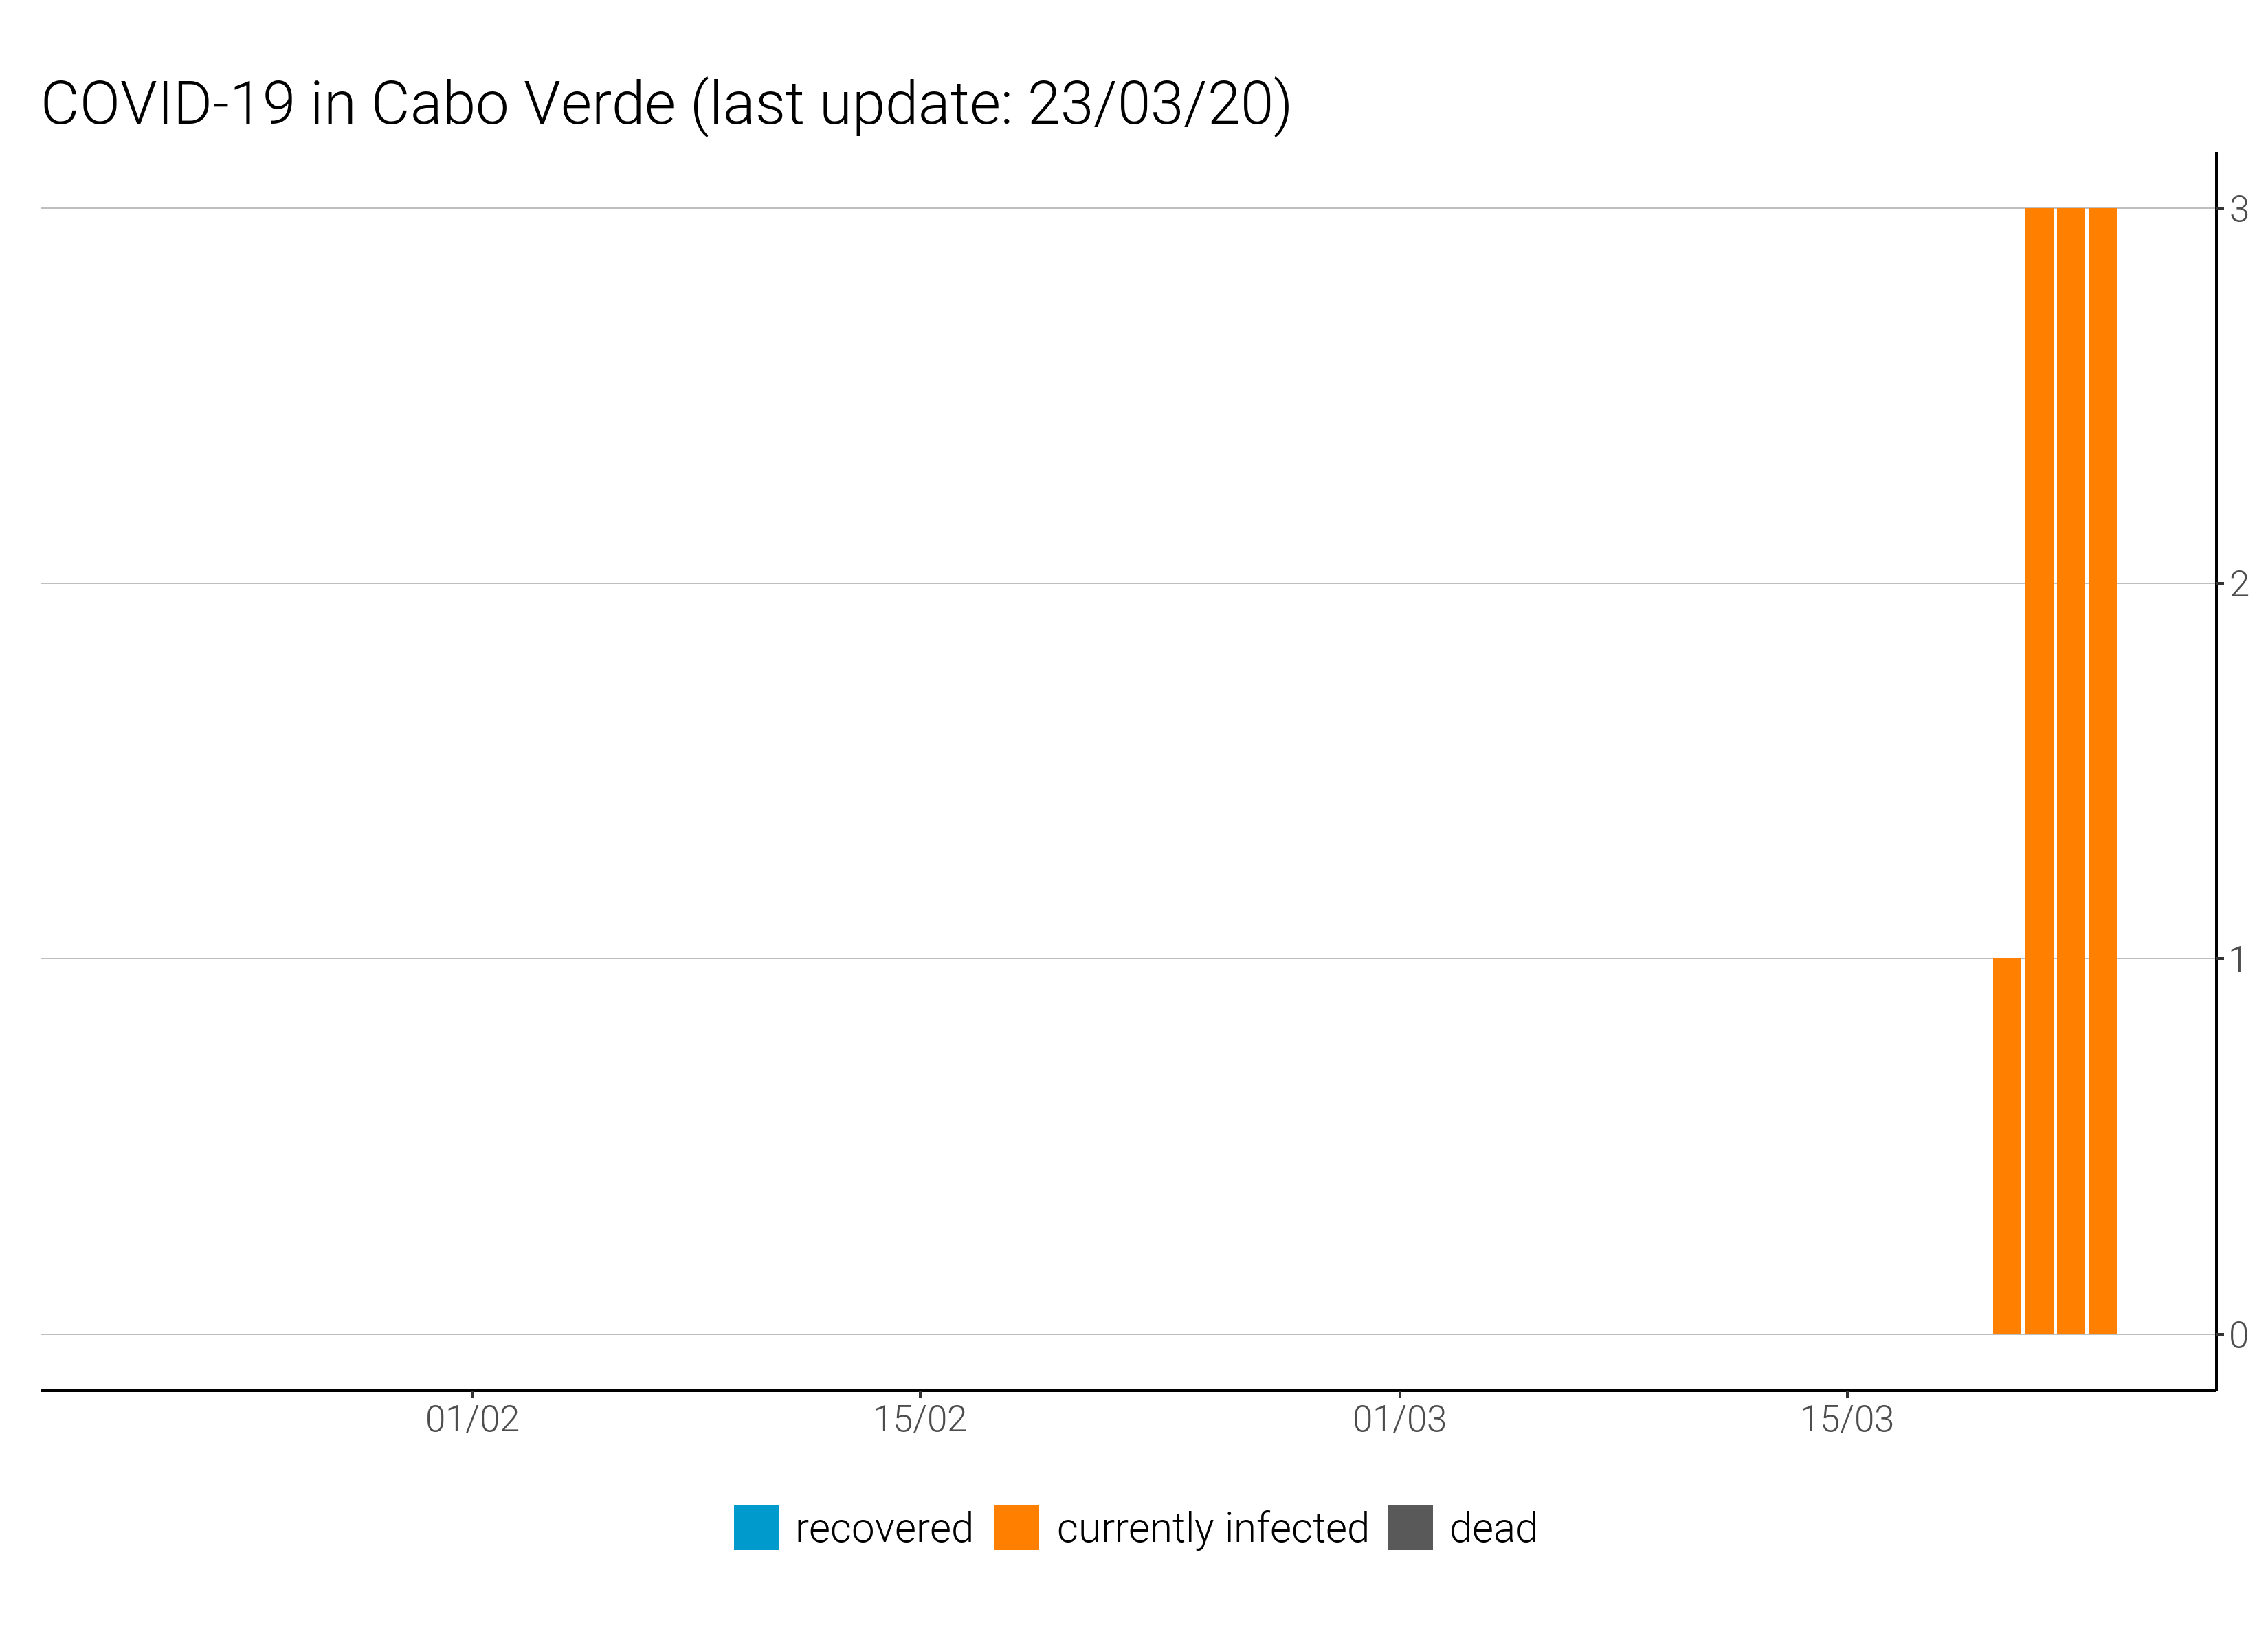 COVID-19 in Cabo Verde (last update: 23/03/20)
3
2
1
0
01/02 15/02 01/03 15/03
recovered currently infected dead